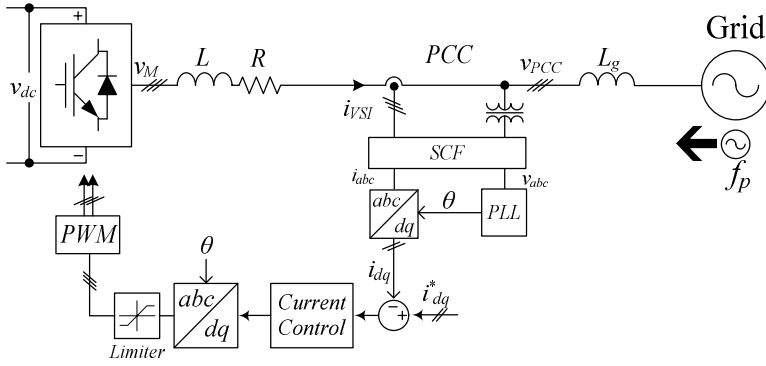 Grid
+
L
R
PCC
v_PCC
L_g
v_M
v_dc
i_VSI
−
SCF
f_p
i_abc
v_abc
abc
dq
θ
PLL
PWM
θ
i_dq
i*_dq
abc
dq
Current
Control
−
+
Limiter